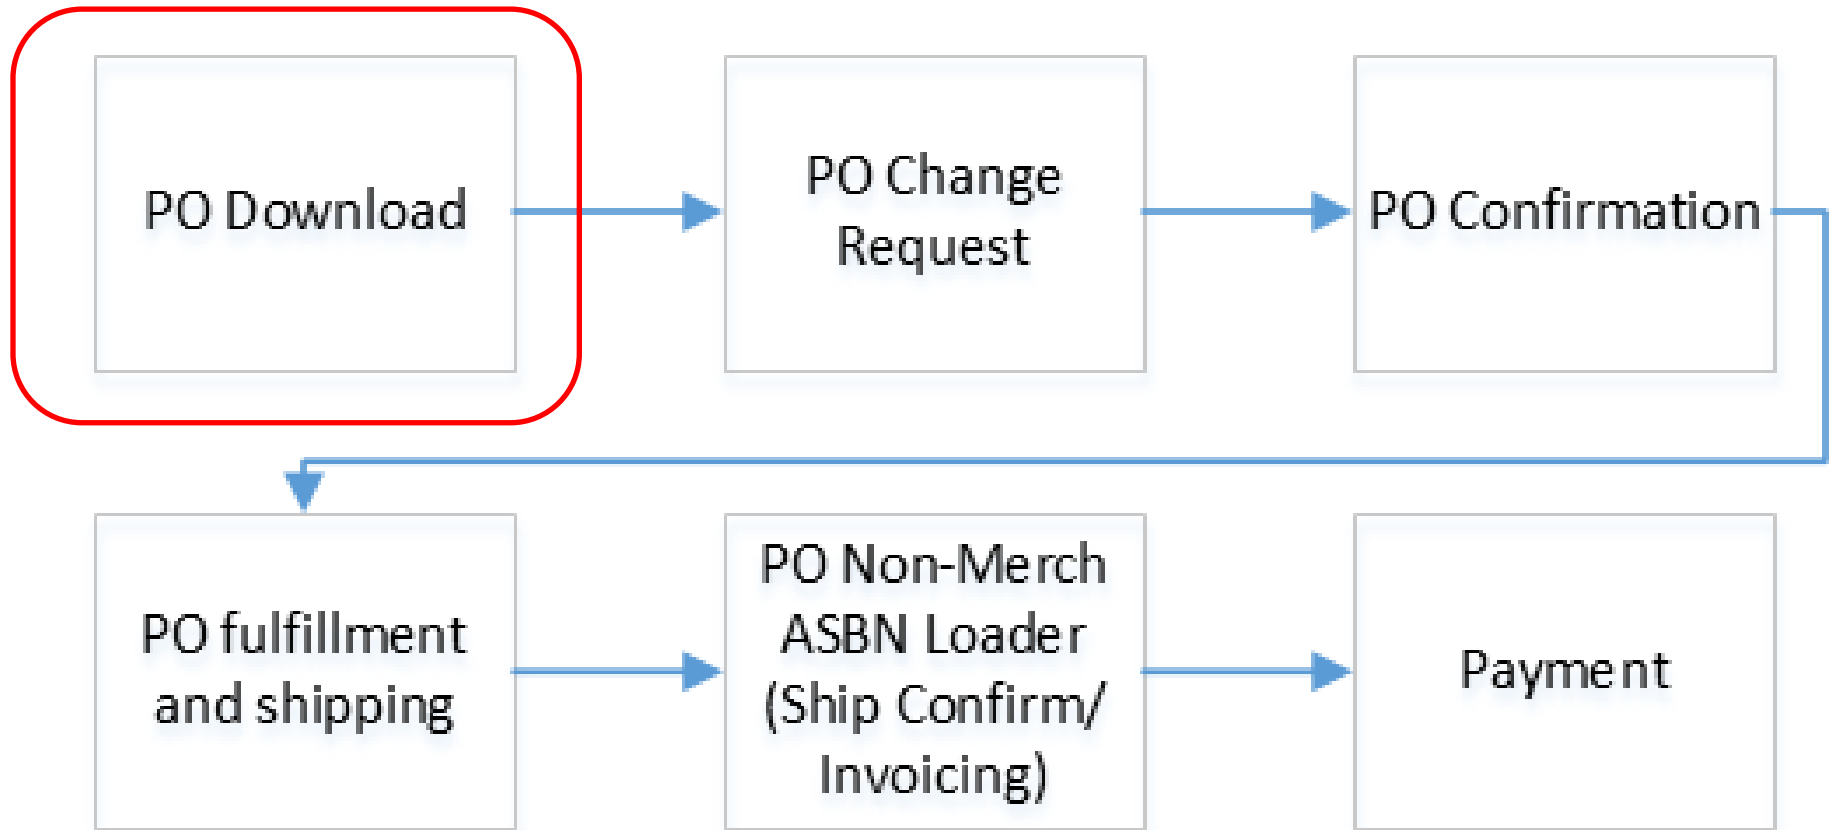 PO Download
PO Change
Request
PO Confirmation
PO fulfillment
and shipping
PO Non-Merch
ASBN Loader
(Ship Confirm/
Invoicing)
Payment